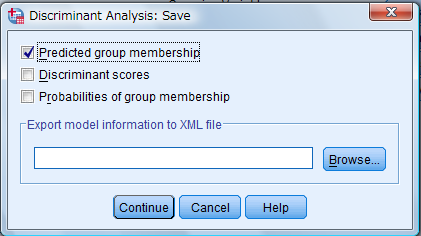 Discriminant Analysis: Save
Predicted group membership
Discriminant scores
Probabilities of group membership
Export model information to XML file
Browse...
Continue Cancel Help